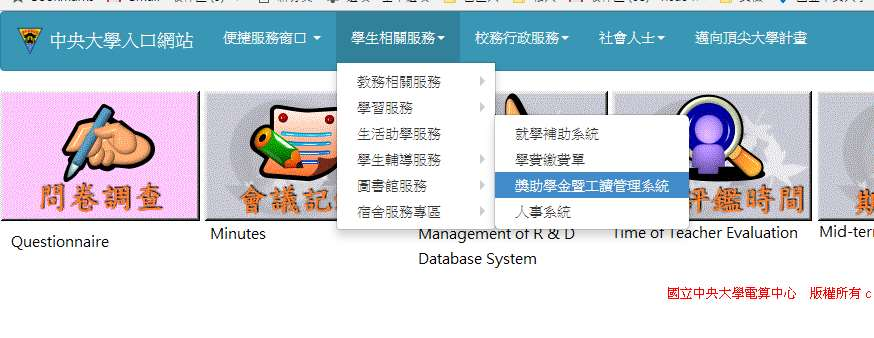 中央大學入口網站
便捷服務窗口
學生相關服務
校務行政服務
社會人士
邁向頂尖大學計畫
教務相關服務
學習服務
生活助學服務
學生輔導服務
圖書館服務
宿舍服務專區
就學補助系統
學費繳費單
獎助學金暨工讀管理系統
人事系統
問卷調查
會議記
評鑑時間
期
Questionnaire
Minutes
Management of R & D
Database System
Time of Teacher Evaluation
Mid-ter
國立中央大學電算中心 版權所有 c